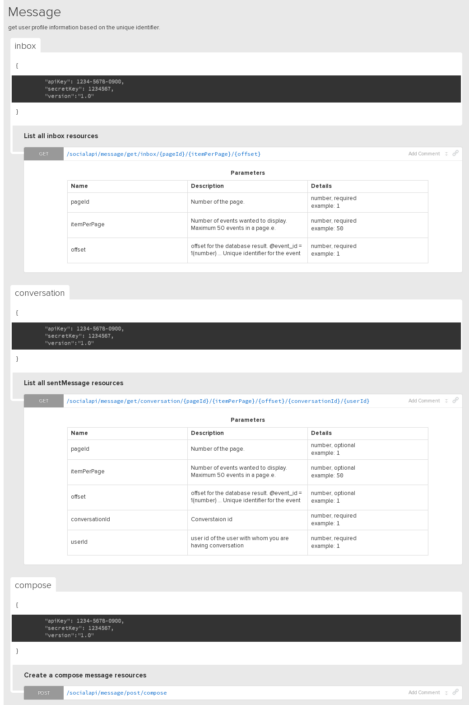 Message
get user profile information based on the unique identifier.
inbox
{
"apiKey": 1234-5678-0900,
"secretKey": 1234567,
"version":"1.0"
}
List all inbox resources
GET /socialapi/message/get/inbox/{pageId}/{itemPerPage}/{offset} Add Comment
Parameters
Name Description Details
pageId Number of the page. number, required
example: 1
itemPerPage Number of events wanted to display. number, required
Maximum 50 events in a page e example: 50
offset offset for the database result. @event_id = number, required
!{number} ... Unique identifier for the event example: 1
conversation
{
"apiKey": 1234-5678-0900,
"secretKey": 1234567,
"version":"1.0"
}
List all sentMessage resources
GET /socialapi/message/get/conversation/{pageId}/{itemPerPage}/{offset}/{conversationId}/{userId} Add Comment
Parameters
Name Description Details
pageId Number of the page. number, optional
example: 1
itemPerPage Number of events wanted to display. number, optional
Maximum 50 events in a page e example: 50
offset offset for the database result. @event_id = number, optional
!{number} ... Unique identifier for the event example: 1
conversationId Converstaion id number, required
example: 1
userId user id of the user with whom you are number, required
having conversation example: 1
compose
{
"apiKey": 1234-5678-0900,
"secretKey": 1234567,
"version":"1.0"
}
Create a compose message resources
POST /socialapi/message/post/compose Add Comment